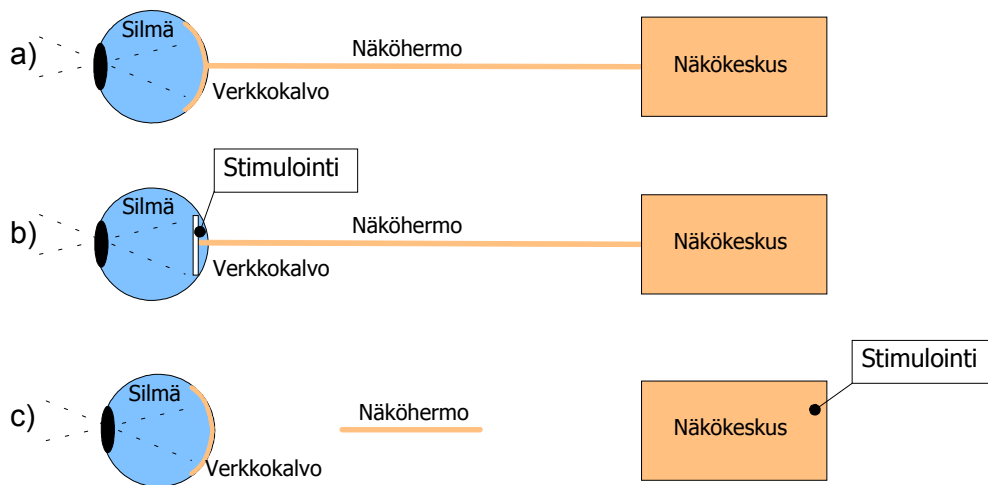 a)
Silmä
Näköhermo
Verkkokalvo
Näkökeskus
Stimulointi
b)
Silmä
Näköhermo
Verkkokalvo
Näkökeskus
Stimulointi
c)
Silmä
Näköhermo
Verkkokalvo
Näkökeskus